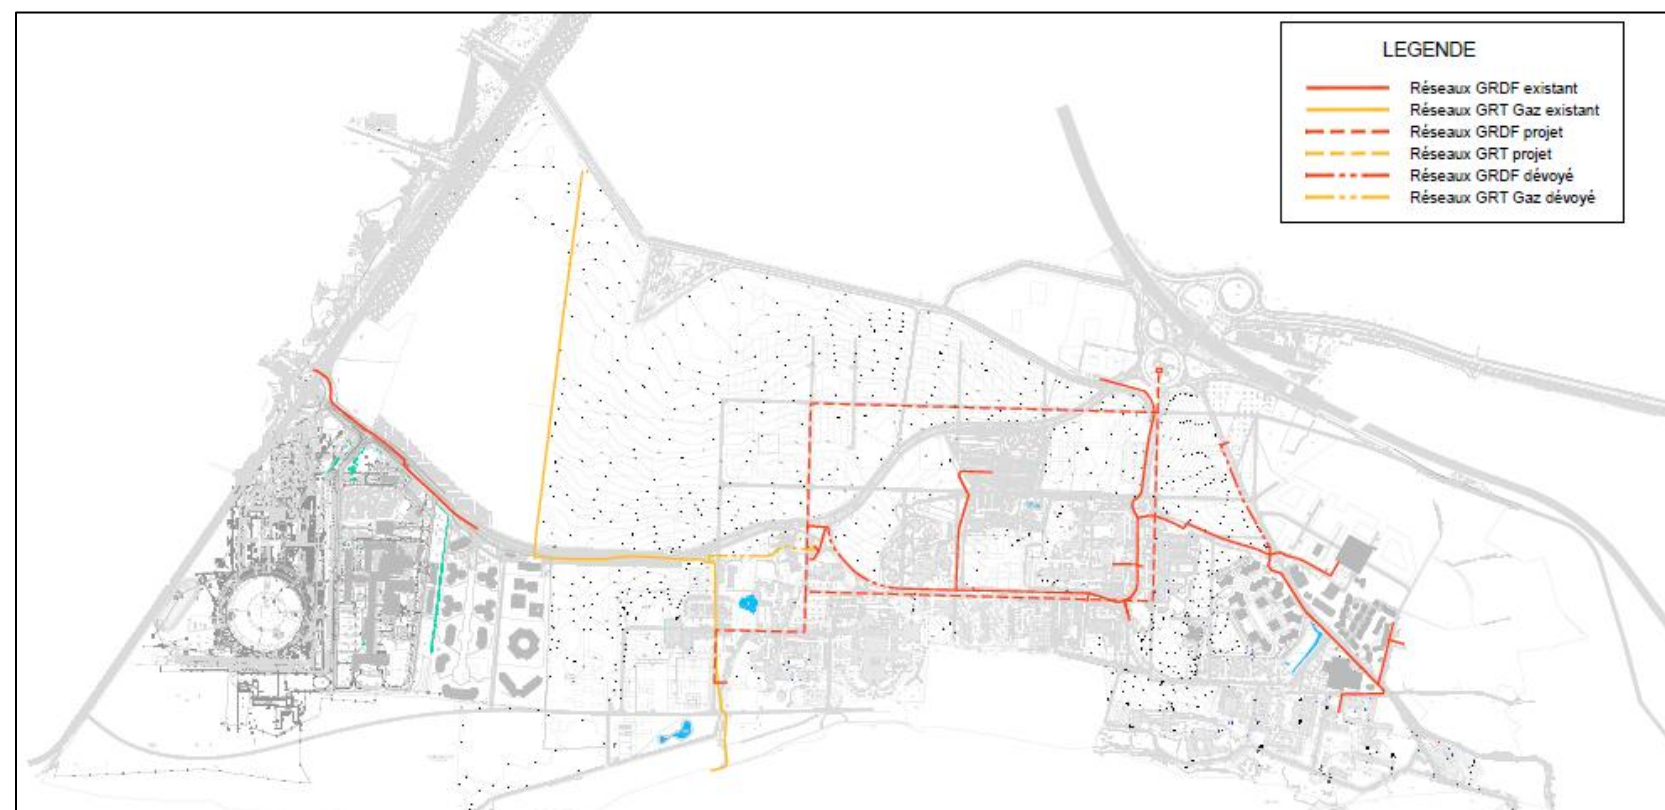 LEGENDE
Réseaux GRDF existant
Réseaux GRT Gaz existant
Réseaux GRDF projet
Réseaux GRT projet
Réseaux GRDF dévoyé
Réseaux GRT Gaz dévoyé